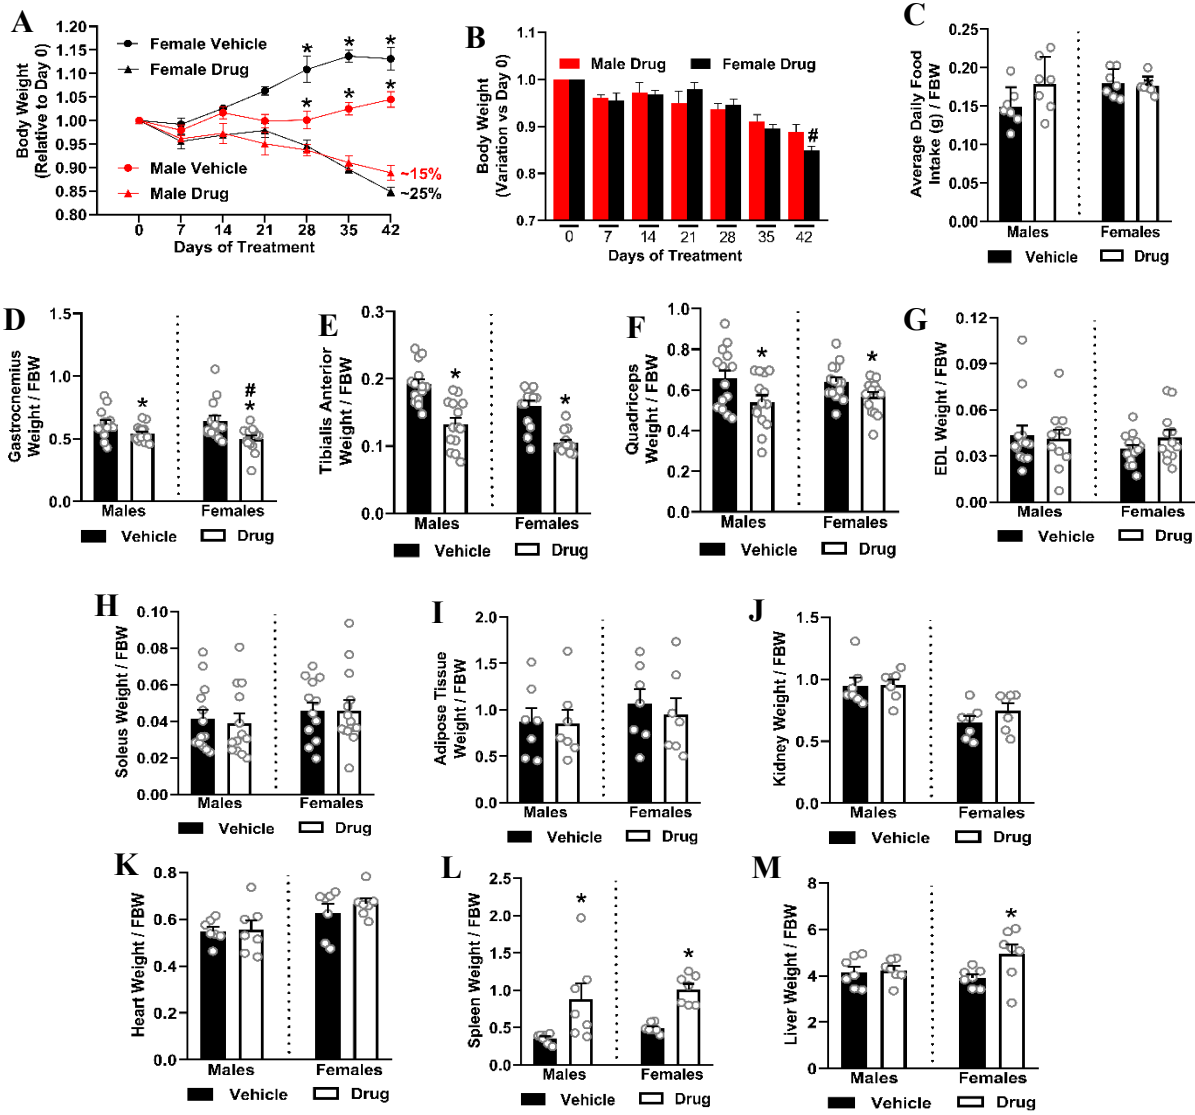 A
Body Weight
(Relative to Day 0)
1.20
1.15
1.10
1.05
1.00
0.95
0.90
0.85
0.80
Female Vehicle
Female Drug
Male Vehicle
Male Drug
* * *
* * *
~15%
~25%
0 7 14 21 28 35 42
Days of Treatment
B
Body Weight
(Variation vs Day 0)
1.1
1.0
0.9
0.8
0.7
Male Drug Female Drug
#
0 7 14 21 28 35 42
Days of Treatment
C
Average Daily Food
Intake (g) / FBW
0.25
0.20
0.15
0.10
0.05
0.00
Males Females
Vehicle Drug
D
Gastrocnemius
Weight / FBW
1.5
1.0
0.5
0.0
*
#
*
Males Females
Vehicle Drug
E
Tibialis Anterior
Weight / FBW
0.3
0.2
0.1
0.0
* *
Males Females
Vehicle Drug
F
Quadriceps
Weight / FBW
1.0
0.8
0.6
0.4
0.2
0.0
* *
Males Females
Vehicle Drug
G
EDL Weight / FBW
0.12
0.09
0.06
0.03
0.00
Males Females
Vehicle Drug
H
Soleus Weight / FBW
0.10
0.08
0.06
0.04
0.02
0.00
Males Females
Vehicle Drug
I
Adipose Tissue
Weight / FBW
2.0
1.5
1.0
0.5
0.0
Males Females
Vehicle Drug
J
Kidney Weight / FBW
1.5
1.0
0.5
0.0
Males Females
Vehicle Drug
K
Heart Weight / FBW
0.8
0.6
0.4
0.2
0.0
Males Females
Vehicle Drug
L
Spleen Weight / FBW
2.5
2.0
1.5
1.0
0.5
0.0
* *
Males Females
Vehicle Drug
M
Liver Weight / FBW
8
6
4
2
0
*
Males Females
Vehicle Drug